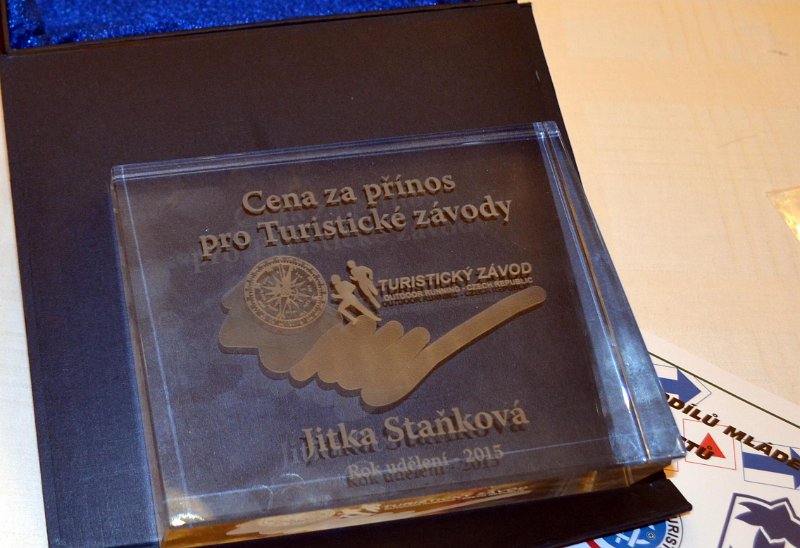 Cena za přínos
pro Turistické závody
TURISTICKÝ ZÁVOD
OUTDOOR RUNNING - CZECH REPUBLIC
Jitka Staňková
Rok udělení - 2015